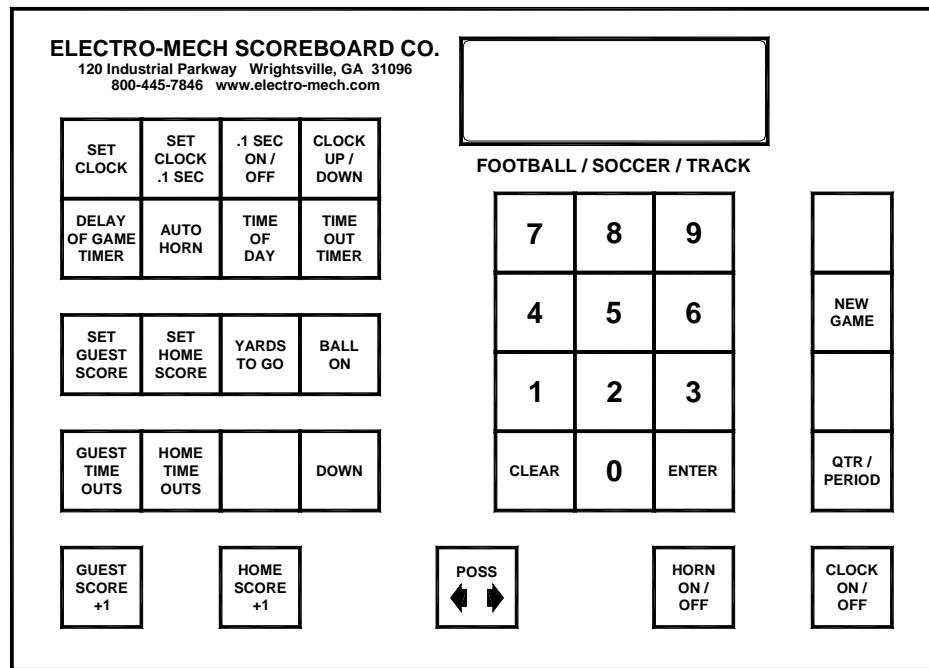 ELECTRO-MECH SCOREBOARD CO.
120 Industrial Parkway   Wrightsville, GA  31096
800-445-7846   www.electro-mech.com
SET
CLOCK
SET
CLOCK
.1 SEC
.1 SEC
ON /
OFF
CLOCK
UP /
DOWN
DELAY
OF GAME
TIMER
AUTO
HORN
TIME
OF
DAY
TIME
OUT
TIMER
SET
GUEST
SCORE
SET
HOME
SCORE
YARDS
TO GO
BALL
ON
GUEST
TIME
OUTS
HOME
TIME
OUTS
DOWN
GUEST
SCORE
+1
HOME
SCORE
+1
FOOTBALL / SOCCER / TRACK
7
8
9
4
5
6
1
2
3
CLEAR
0
ENTER
NEW
GAME
QTR /
PERIOD
POSS
HORN
ON /
OFF
CLOCK
ON /
OFF